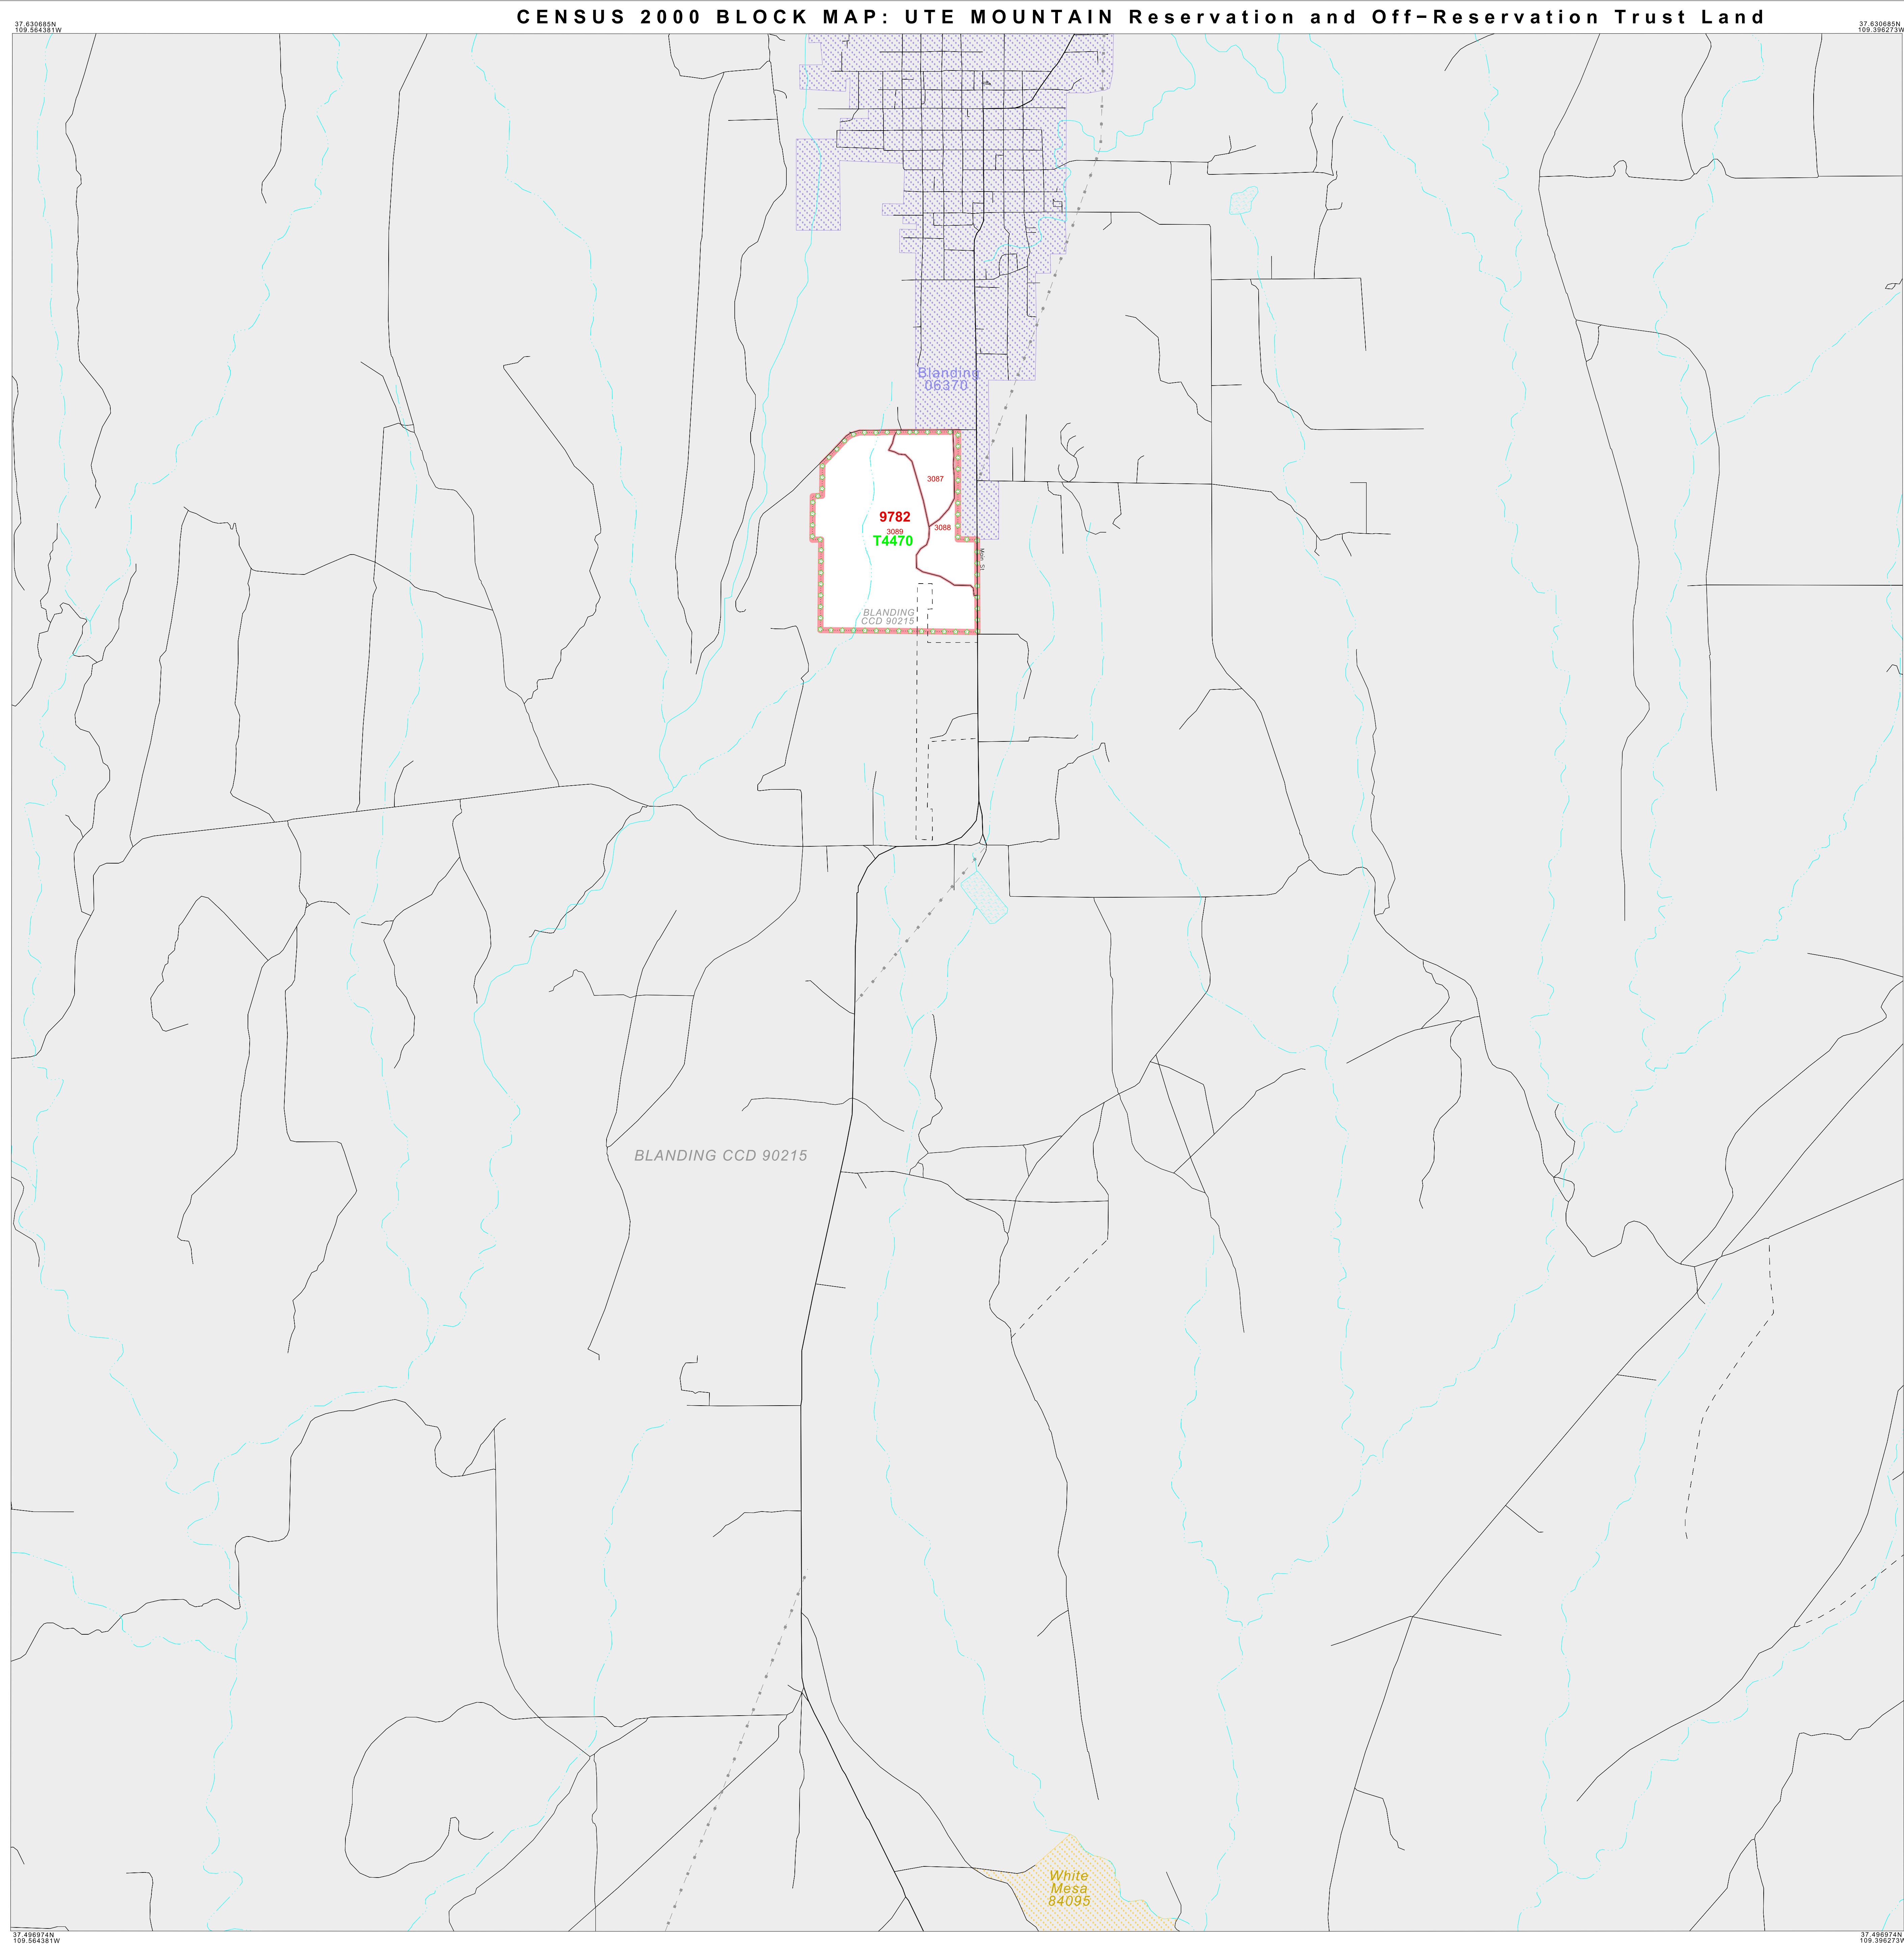 CENSUS 2000 BLOCK MAP: UTE MOUNTAIN Reservation and Off−Reservation Trust Land
37.630685N
109.564381W
37.630685N
109.396273W
Blanding
06370
3087
9782
3089
3088
T4470
Main St
BLANDING
CCD 90215
BLANDING CCD 90215
White
Mesa
84095
37.496974N
109.564381W
37.496974N
109.396273W